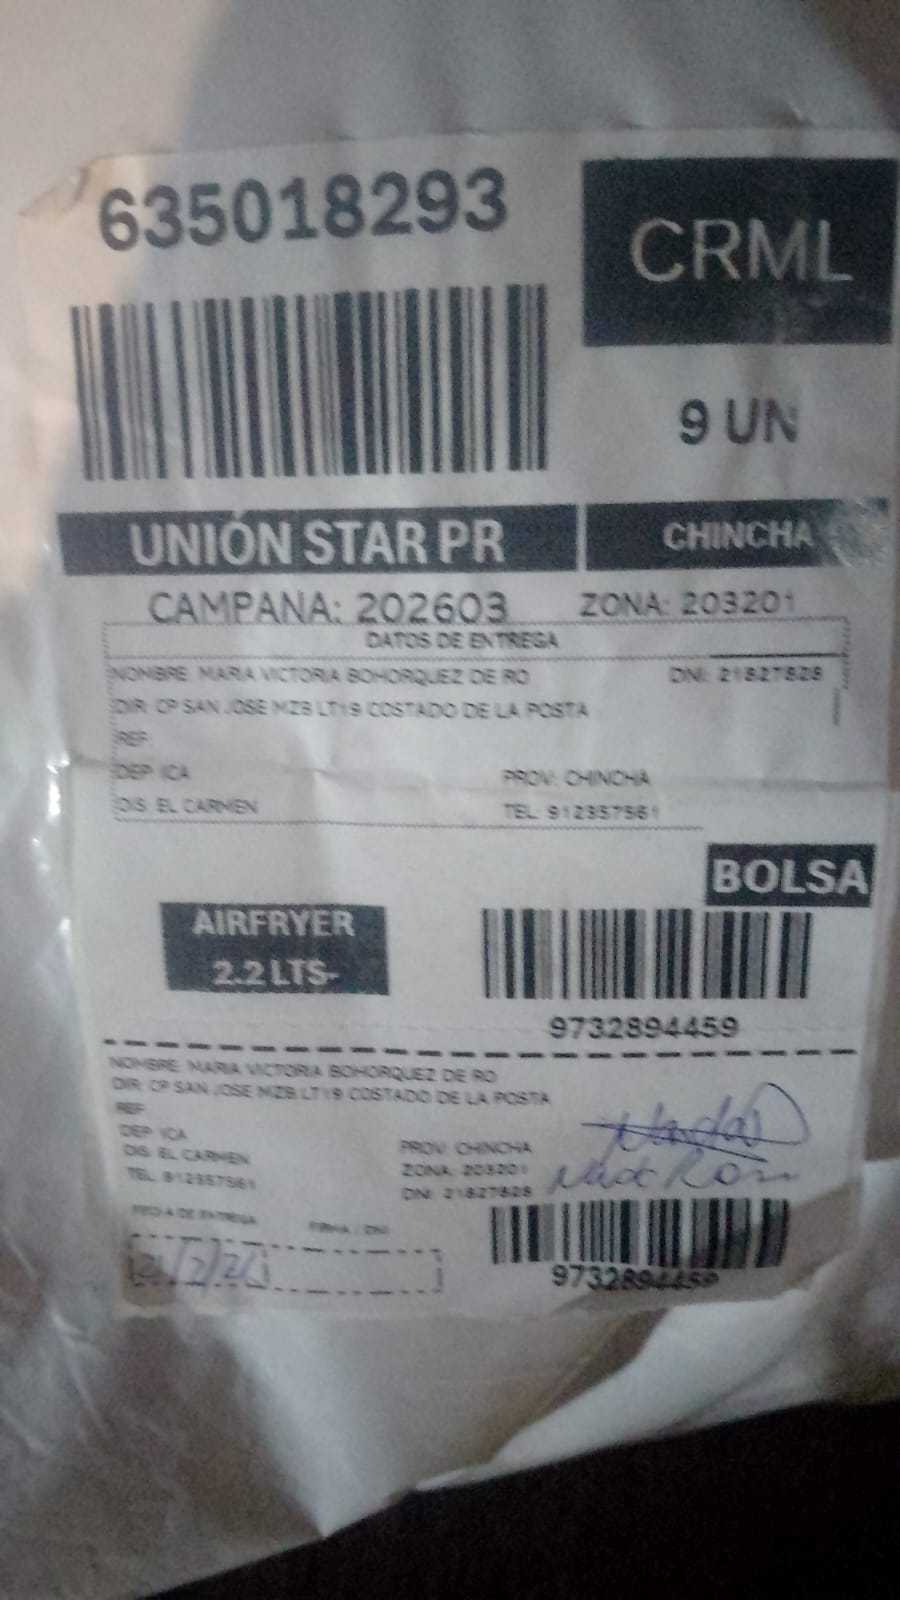 635018293
CRML
9 UN
UNIÓN STAR PR
CHINCHA
CAMPANA: 202603 ZONA: 203201
DATOS DE ENTREGA
NOMBRE: MARIA VICTORIA BOHORQUEZ DE RO DNI: 21827828
DIR: CP SAN JOSE MZB LT19 COSTADO DE LA POSTA
REF:
DEP: ICA PROV: CHINCHA
DIS: EL CARMEN TEL: 912357561
BOLSA
AIRFRYER
2.2 LTS-
9732894459
NOMBRE: MARIA VICTORIA BOHORQUEZ DE RO
DIR: CP SAN JOSE MZB LT19 COSTADO DE LA POSTA
REF:
DEP: ICA PROV: CHINCHA
DIS: EL CARMEN ZONA: 203201
TEL: 912357561 DNI: 21827828
FECHA DE ENTREGA FIRMA / DNI
9732894459